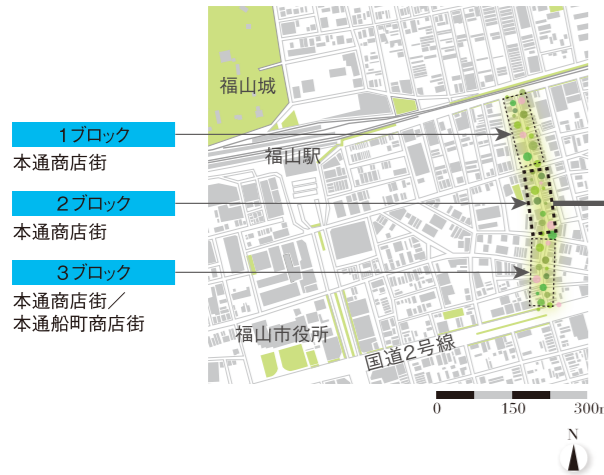 福山城
1ブロック
本通商店街
福山駅
2ブロック
本通商店街
3ブロック
本通商店街／
本通船町商店街
福山市役所
国道2号線
0 150 300m
N